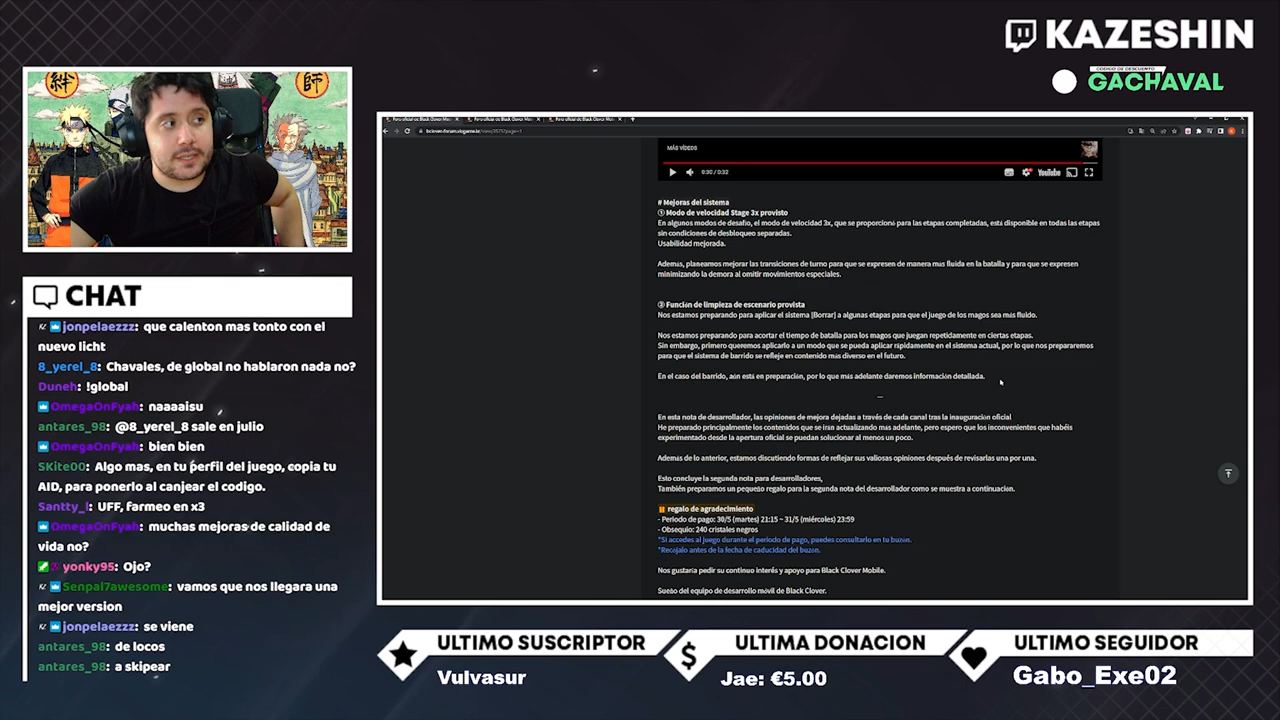 KAZESHIN
CODIGO DE DESCUENTO
GACHAVAL
絆
師
CHAT
jonpelaezzz: que calenton mas tonto con el
nuevo licht
8_yerel_8: Chavales, de global no hablaron nada no?
Duneh: !global
OmegaOnFyah: naaaaisu
antares_98: @8_yerel_8 sale en julio
OmegaOnFyah: bien bien
SKite00: Algo mas, en tu perfil del juego, copia tu
AID, para ponerlo al canjear el codigo.
Santty_l: UFF, farmeo en x3
OmegaOnFyah: muchas mejoras de calidad de
vida no?
yonky95: Ojo?
Senpal7awesome: vamos que nos llegara una
mejor version
jonpelaezzz: se viene
antares_98: de locos
antares_98: a skipear
MÁS VÍDEOS
0:30 / 0:32
YouTube
# Mejoras del sistema
① Modo de velocidad Stage 3x provisto
En algunos modos de desafío, el modo de velocidad 3x, que se proporcionó para las etapas completadas, está disponible en todas las etapas
sin condiciones de desbloqueo separadas.
Usabilidad mejorada.
Además, planeamos mejorar las transiciones de turno para que se expresen de manera más fluida en la batalla y para que se expresen
minimizando la demora al omitir movimientos especiales.
② Función de limpieza de escenario provista
Nos estamos preparando para aplicar el sistema [Borrar] a algunas etapas para que el juego de los magos sea más fluido.
Nos estamos preparando para acortar el tiempo de batalla para los magos que juegan repetidamente en ciertas etapas.
Sin embargo, primero queremos aplicarlo a un modo que se pueda aplicar rápidamente en el sistema actual, por lo que nos prepararemos
para que el sistema de barrido se refleje en contenido más diverso en el futuro.
En el caso del barrido, aún está en preparación, por lo que más adelante daremos información detallada.
—
En esta nota de desarrollador, las opiniones de mejora dejadas a través de cada canal tras la inauguración oficial
He preparado principalmente los contenidos que se irán actualizando más adelante, pero espero que los inconvenientes que habéis
experimentado desde la apertura oficial se puedan solucionar al menos un poco.
Además de lo anterior, estamos discutiendo formas de reflejar sus valiosas opiniones después de revisarlas una por una.
Esto concluye la segunda nota para desarrolladores,
También preparamos un pequeño regalo para la segunda nota del desarrollador como se muestra a continuación.
regalo de agradecimiento
- Periodo de pago: 30/5 (martes) 21:15 ~ 31/5 (miércoles) 23:59
- Obsequio: 240 cristales negros
*Si accedes al juego durante el período de pago, puedes consultarlo en tu buzón.
*Recójalo antes de la fecha de caducidad del buzón.
Nos gustaría pedir su continuo interés y apoyo para Black Clover Mobile.
Sueño del equipo de desarrollo móvil de Black Clover.
ULTIMO SUSCRIPTOR
Vulvasur
ULTIMA DONACION
Jae: €5.00
ULTIMO SEGUIDOR
Gabo_Exe02